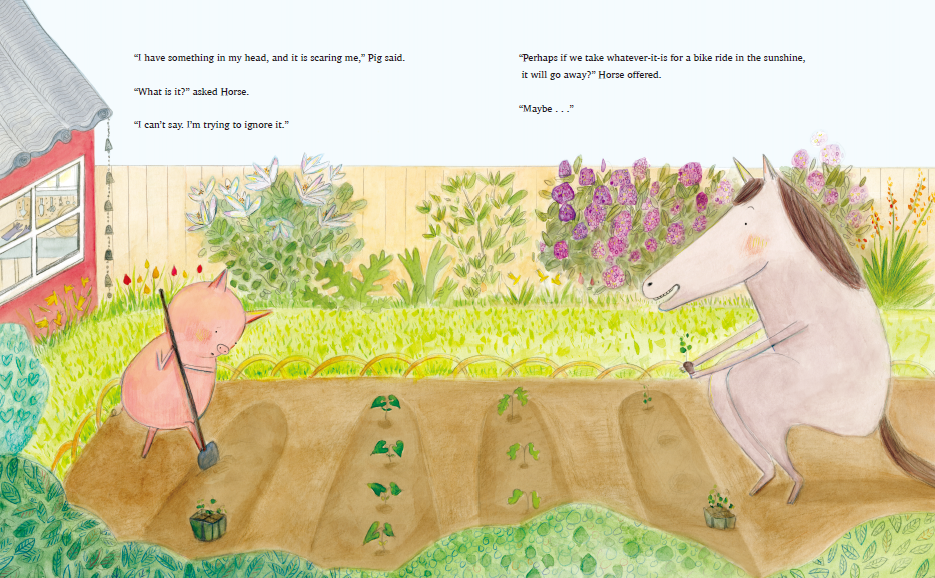 “I have something in my head, and it is scaring me,” Pig said.
“What is it?” asked Horse.
“I can’t say. I’m trying to ignore it.”
“Perhaps if we take whatever-it-is for a bike ride in the sunshine,
it will go away?” Horse offered.
“Maybe . . .”